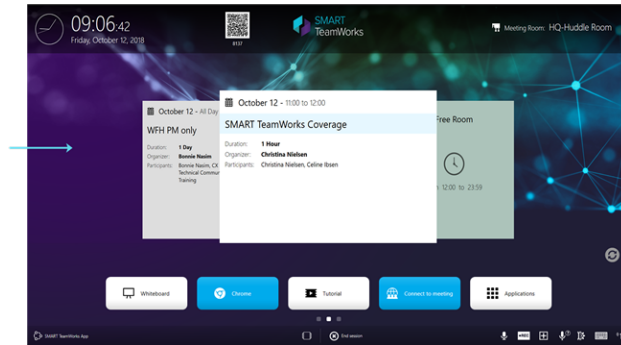 09:06:42
Friday, October 12, 2018
8137
SMART
TeamWorks
Meeting Room: HQ-Huddle Room
October 12 - All Day
WFH PM only
Duration: 1 Day
Organizer: Bonnie Nasim
Participants: Bonnie Nasim, CX
Technical Commun
Training
October 12 - 11:00 to 12:00
SMART TeamWorks Coverage
Duration: 1 Hour
Organizer: Christina Nielsen
Participants: Christina Nielsen, Celine Ibsen
Free Room
12:00 to 23:59
Whiteboard
Chrome
Tutorial
Connect to meeting
Applications
SMART TeamWorks App
End session